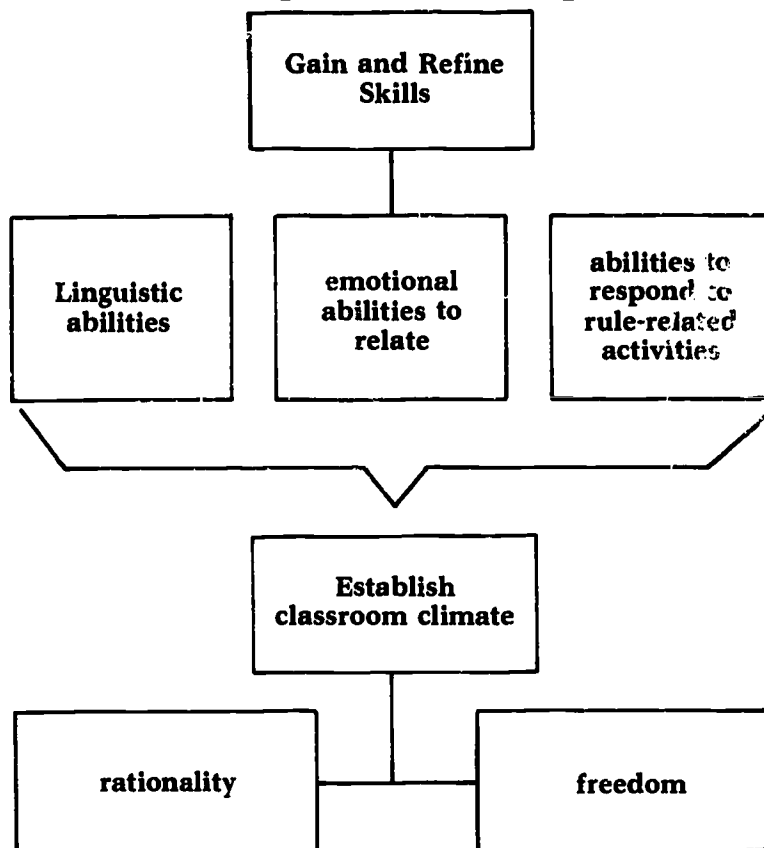 Gain and Refine
Skills
Linguistic
abilities
emotional
abilities to
relate
abilities to
respond to
rule-related
activities
Establish
classroom climate
rationality
freedom